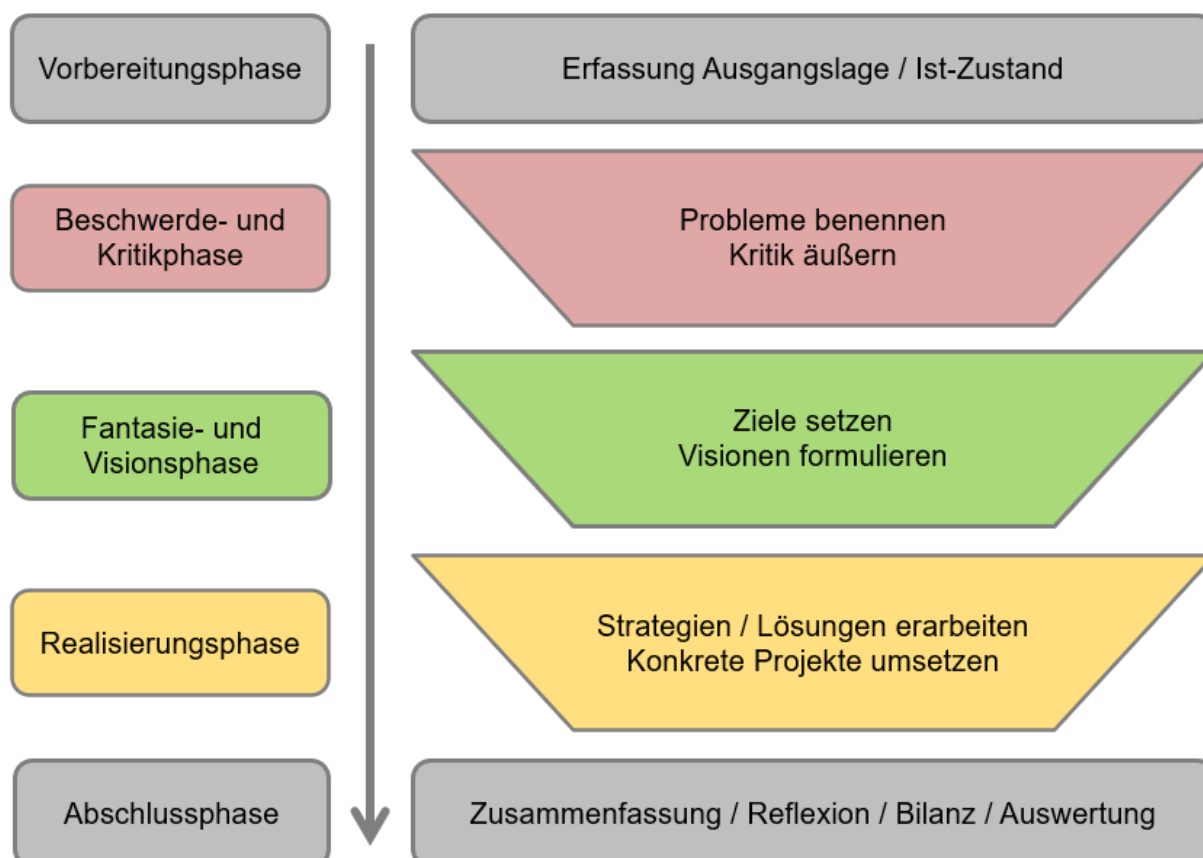 Vorbereitungsphase
Erfassung Ausgangslage / Ist-Zustand
Beschwerde- und
Kritikphase
Probleme benennen
Kritik äußern
Fantasie- und
Visionsphase
Ziele setzen
Visionen formulieren
Realisierungsphase
Strategien / Lösungen erarbeiten
Konkrete Projekte umsetzen
Abschlussphase
Zusammenfassung / Reflexion / Bilanz / Auswertung